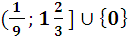 (1/9; 1 2/3] ∪ {0}